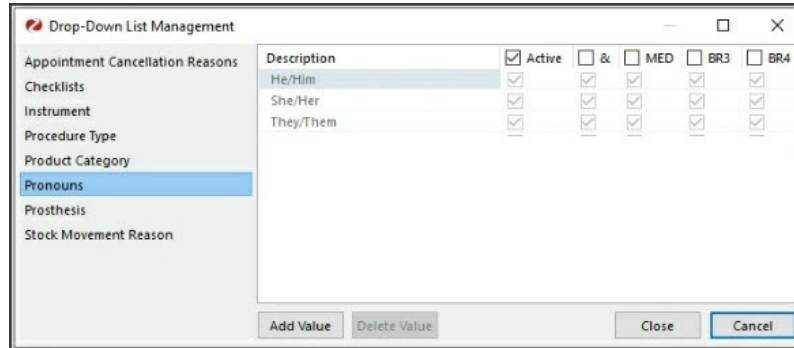 Drop-Down List Management
Appointment Cancellation Reasons
Checklists
Instrument
Procedure Type
Product Category
Pronouns
Prosthesis
Stock Movement Reason
Description Active & MED BR3 BR4
He/Him
She/Her
They/Them
Add Value Delete Value Close Cancel